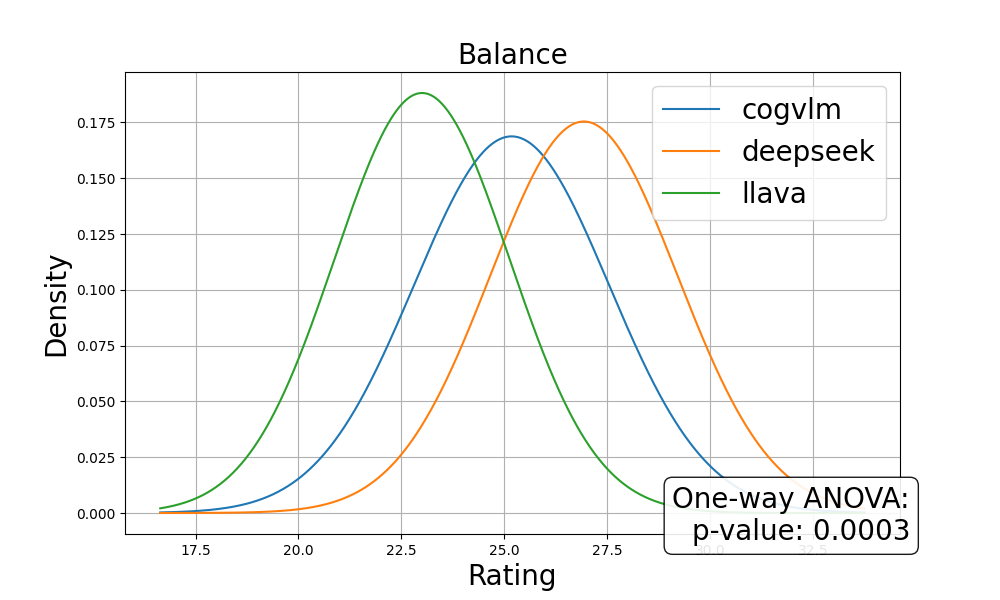 Balance
cogvlm
deepseek
llava
Density
0.175
0.150
0.125
0.100
0.075
0.050
0.025
0.000
One-way ANOVA:
p-value: 0.0003
17.5 20.0 22.5 25.0 27.5 30.0 32.5
Rating